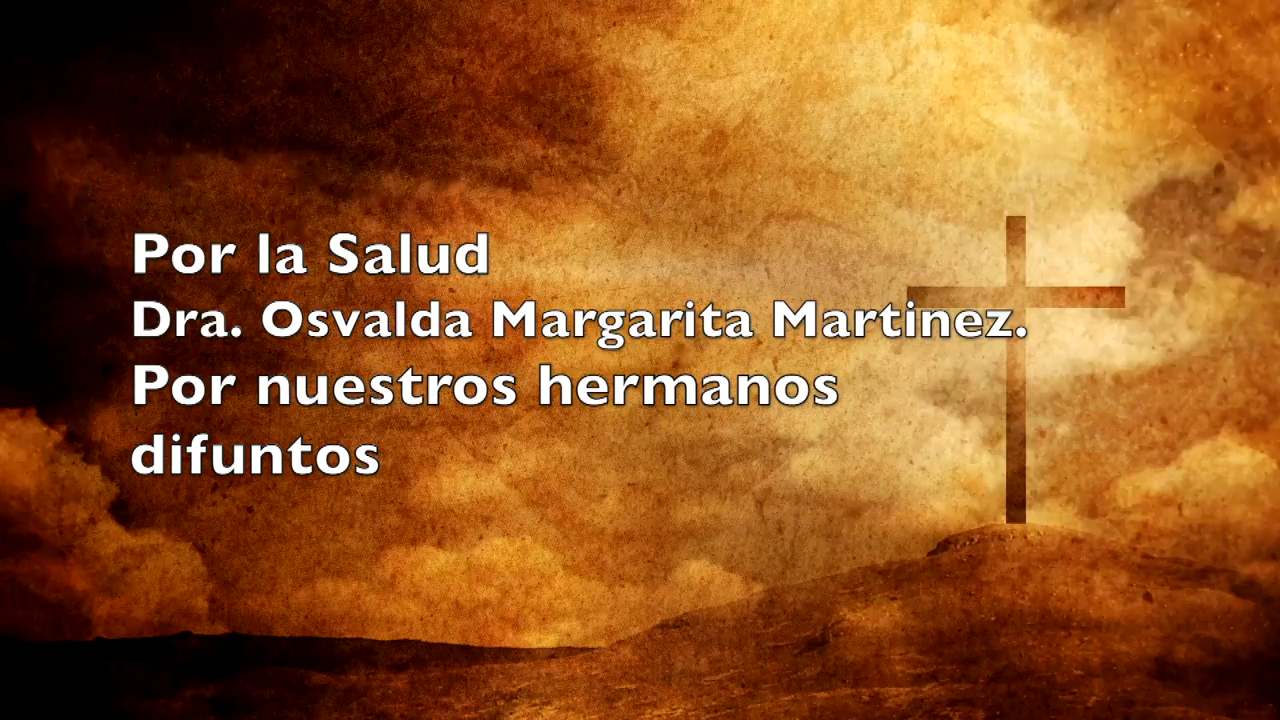 Por la Salud
Dra. Osvalda Margarita Martinez.
Por nuestros hermanos
difuntos